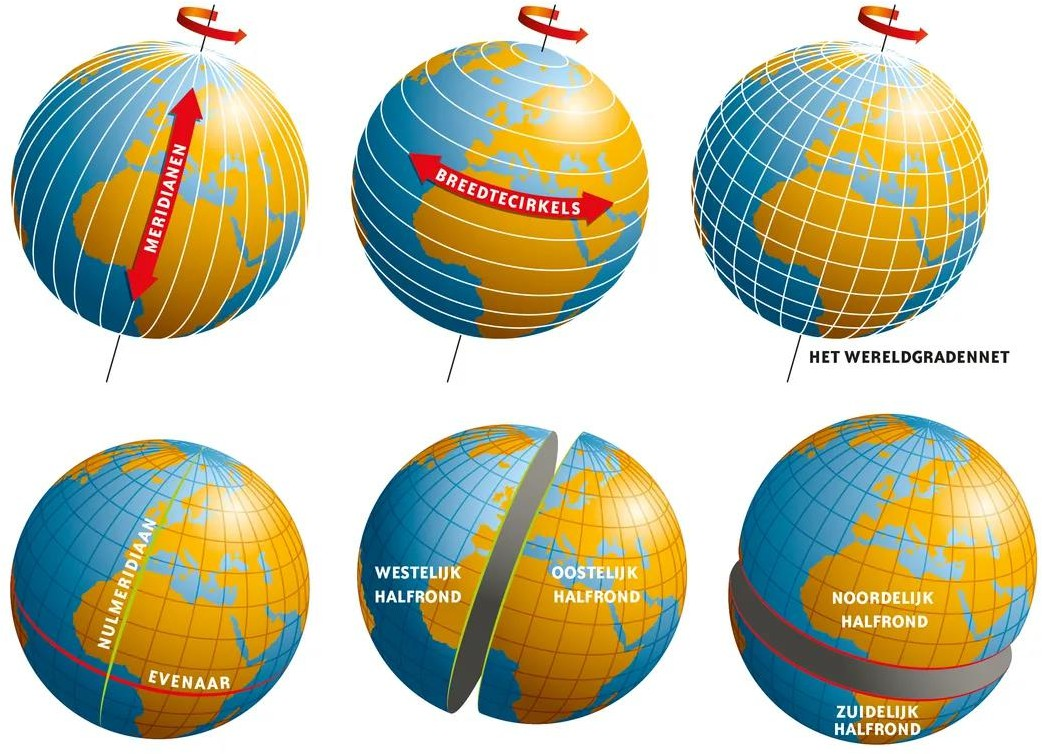 MERIDIANEN
BREEDTECIRKELS
HET WERELDGRADENNET
NULMERIDIAAN
EVENAAR
WESTELIJK
HALFROND
OOSTELIJK
HALFROND
NOORDELIJK
HALFROND
ZUIDELIJK
HALFROND